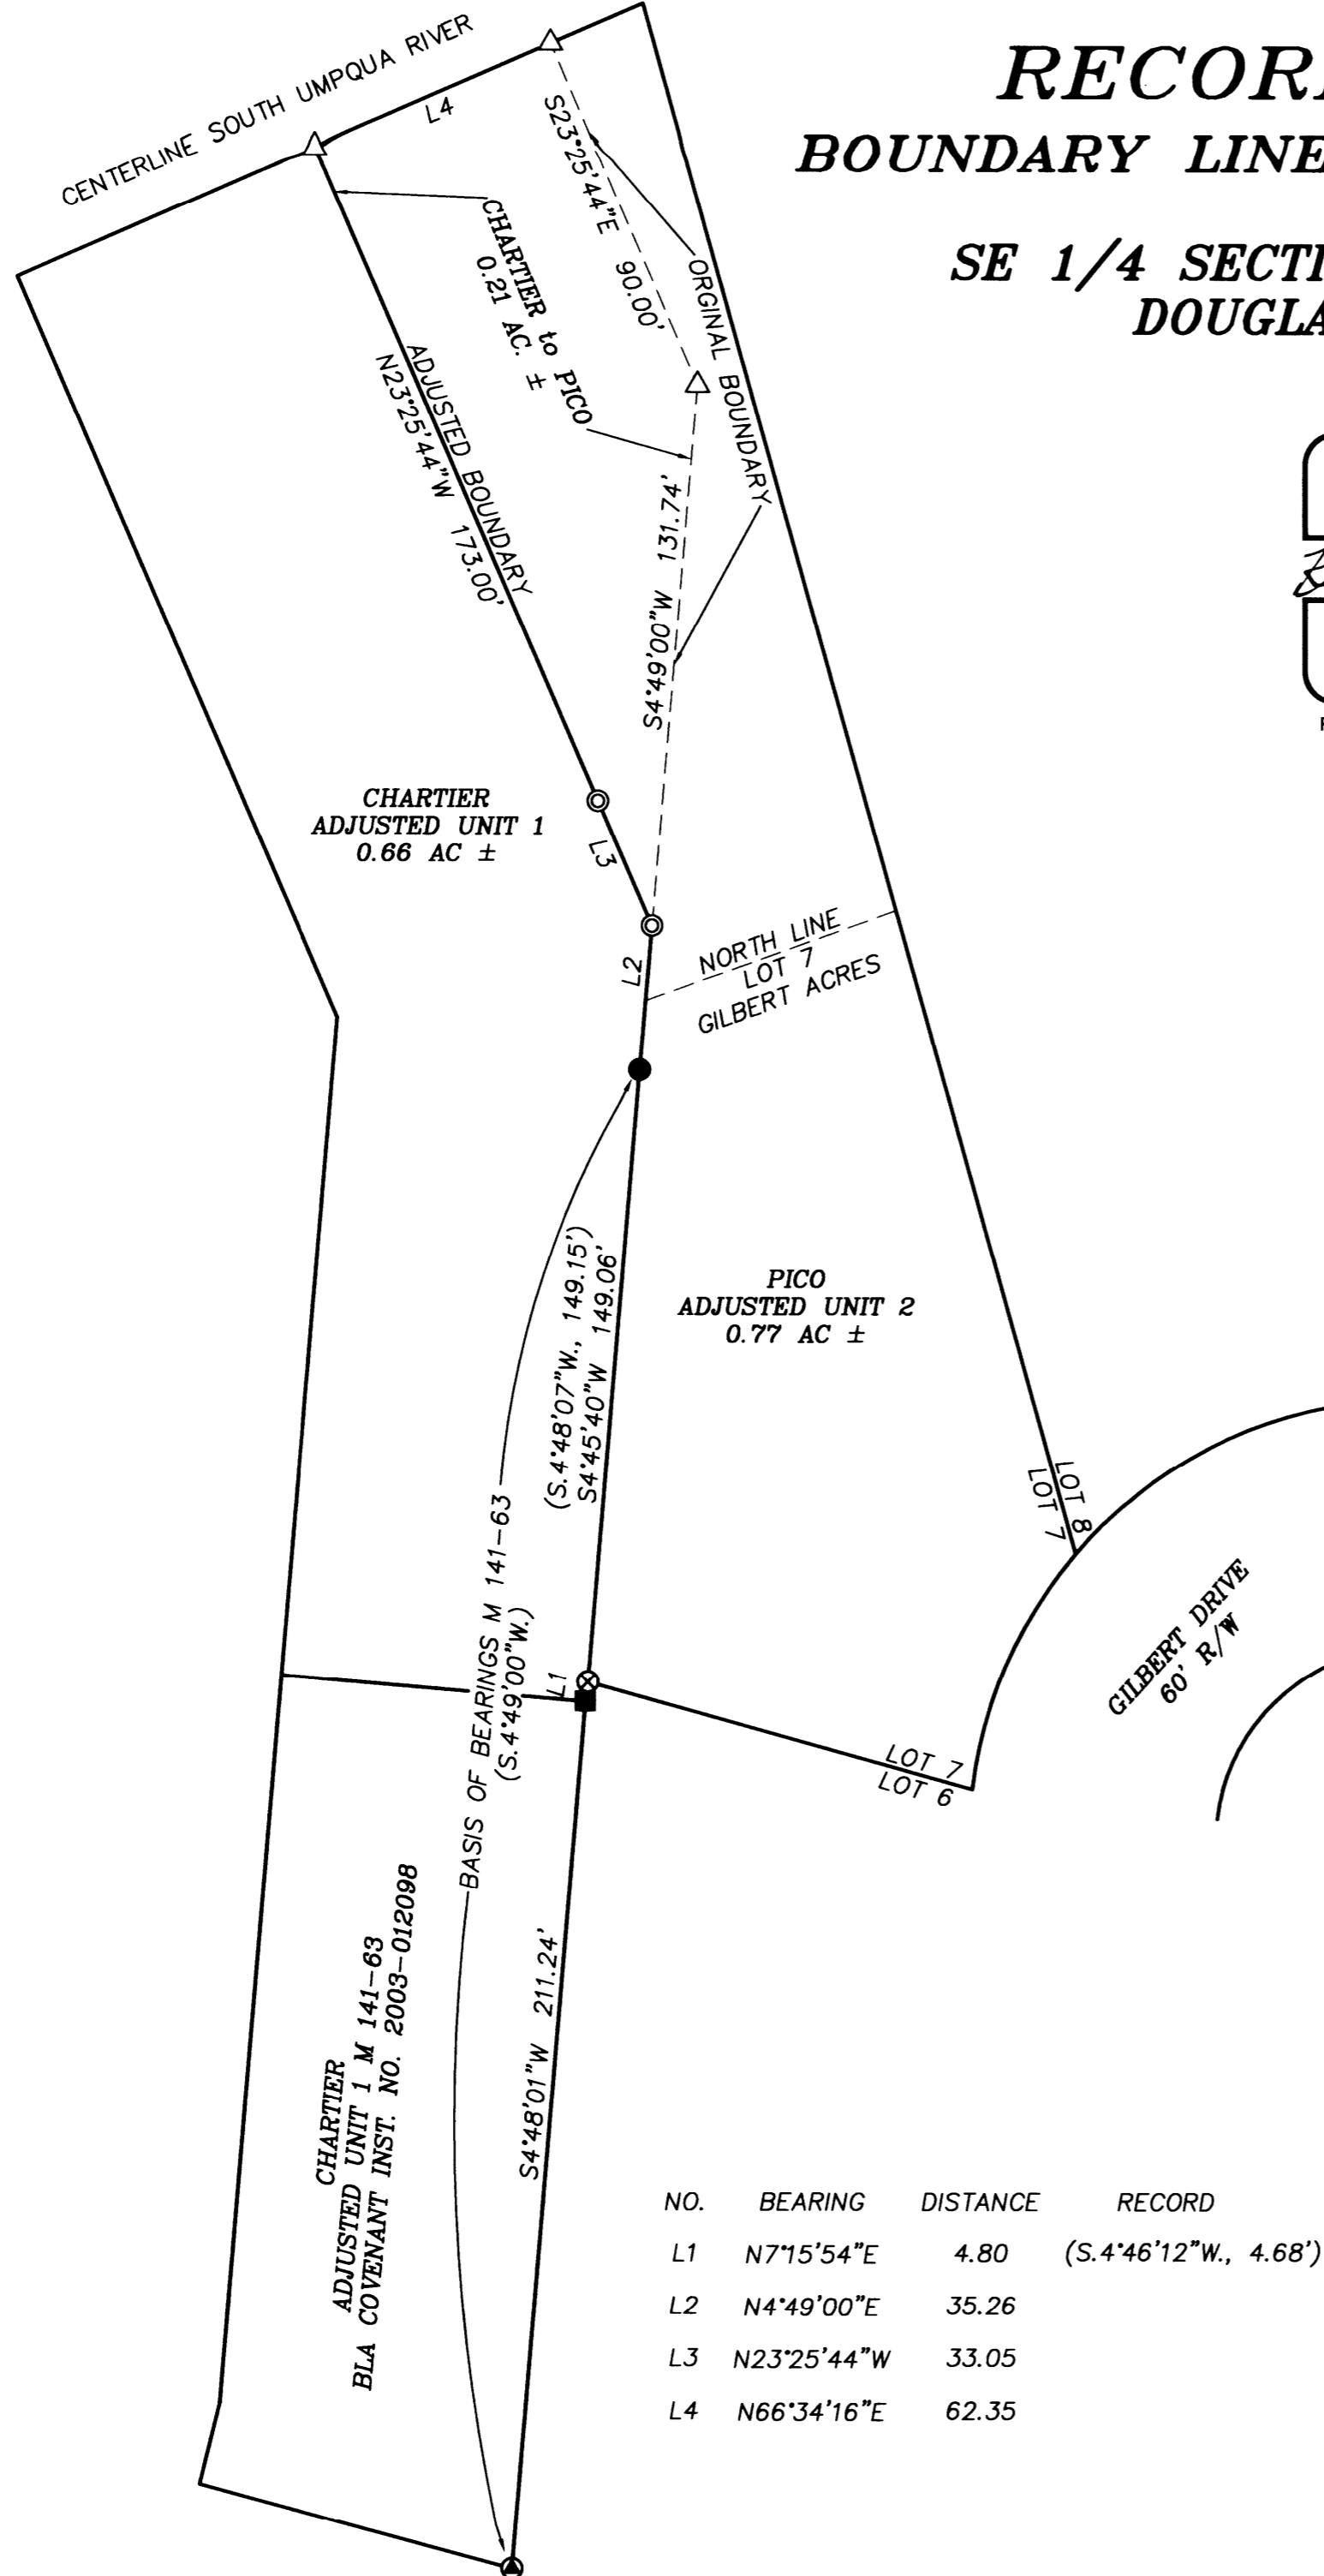 RECOR
BOUNDARY LINE
SE 1/4 SECTI
DOUGLA
CENTERLINE SOUTH UMPQUA RIVER
L4
S23°25'44"E 90.00'
ORGINAL BOUNDARY
CHARTIER to PICO
0.21 AC. ±
ADJUSTED BOUNDARY
N23°25'44"W 173.00'
S4°49'00"W 131.74'
CHARTIER
ADJUSTED UNIT 1
0.66 AC ±
L3
L2
NORTH LINE
LOT 7
GILBERT ACRES
(S.4°48'07"W., 149.15')
S4°45'40"W 149.06'
PICO
ADJUSTED UNIT 2
0.77 AC ±
LOT 8
LOT 7
GILBERT DRIVE
60' R/W
BASIS OF BEARINGS M 141-63
(S.4°49'00"W.)
L1
LOT 7
LOT 6
CHARTIER
ADJUSTED UNIT 1 M 141-63
BLA COVENANT INST. NO. 2003-012098
S4°48'01"W 211.24'
NO. BEARING DISTANCE RECORD
L1 N7°15'54"E 4.80 (S.4°46'12"W., 4.68')
L2 N4°49'00"E 35.26
L3 N23°25'44"W 33.05
L4 N66°34'16"E 62.35